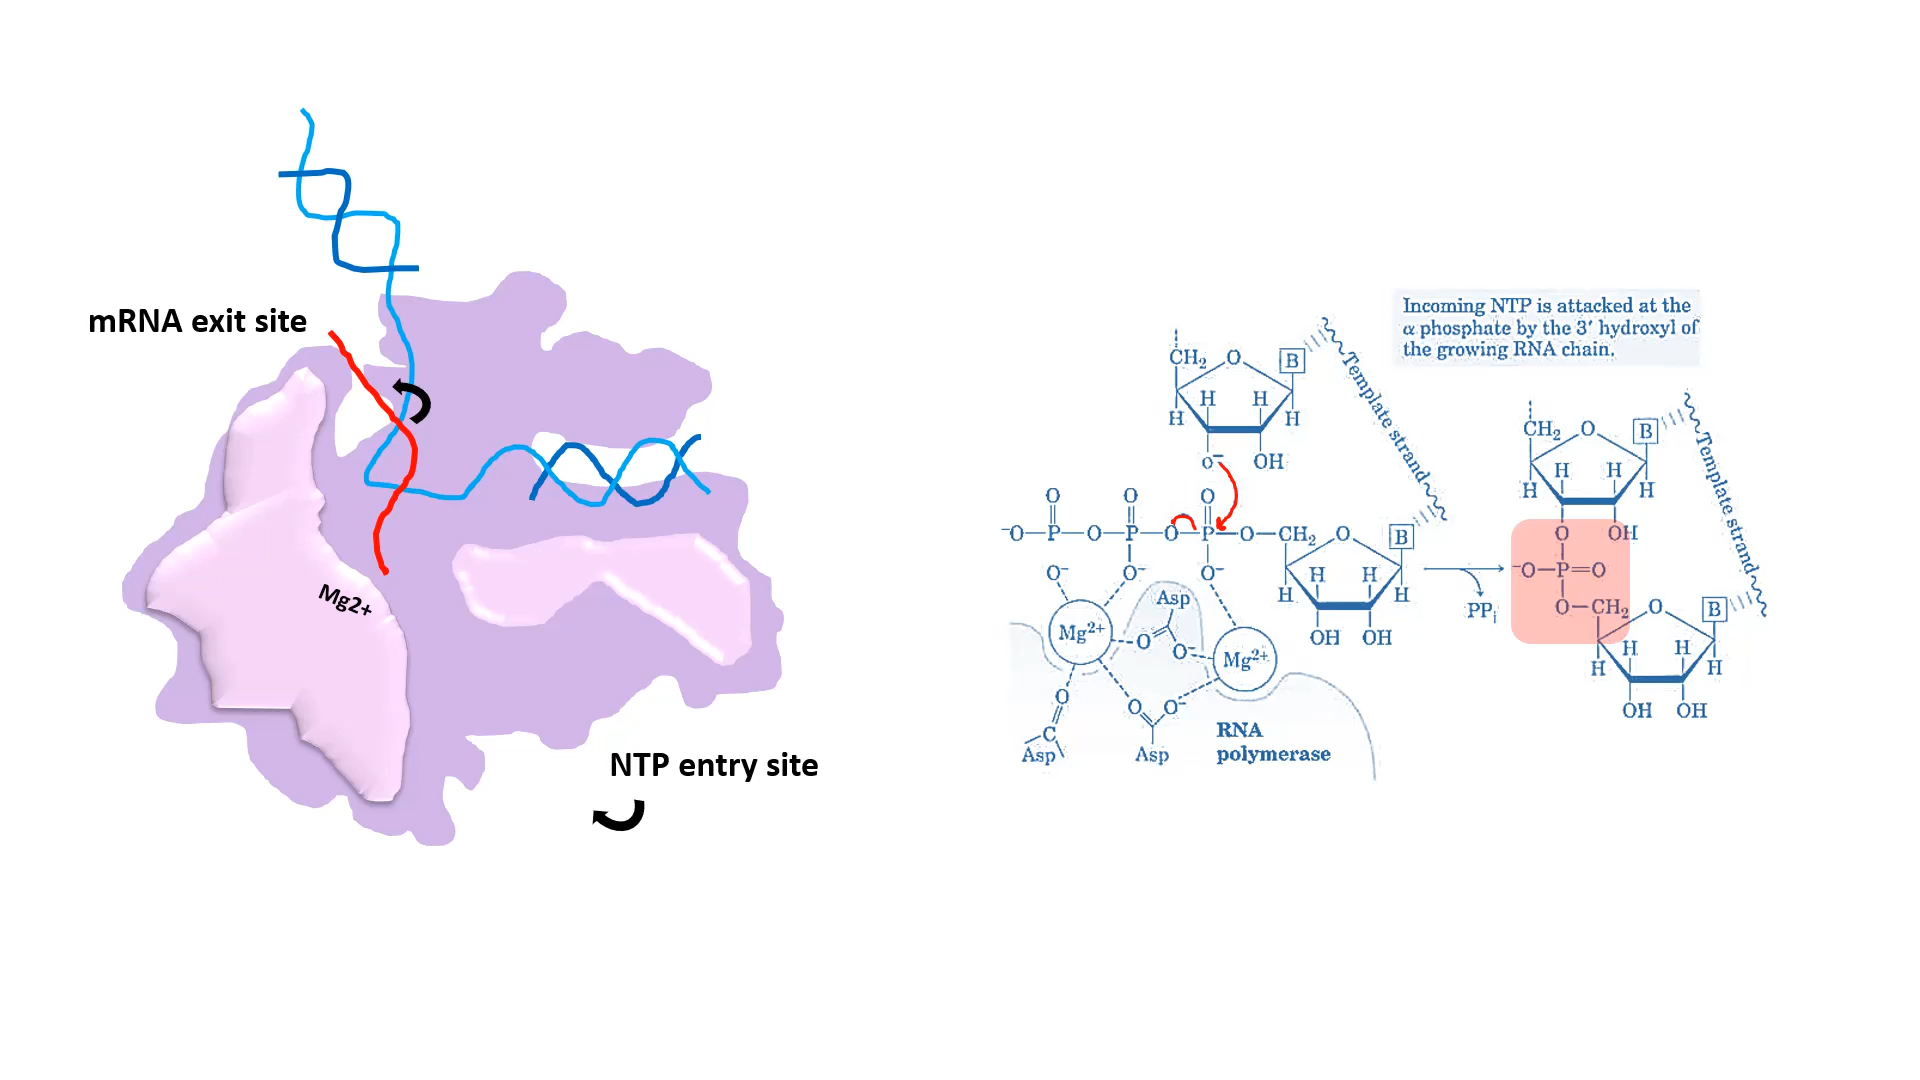 mRNA exit site
Mg2+
NTP entry site
Incoming NTP is attacked at the
α phosphate by the 3′ hydroxyl of
the growing RNA chain.
CH₂ O B
H H
H H
O⁻ OH
Template strand
O O O
⁻O P O P O P O CH₂ O B
O⁻ O⁻ O⁻
H H
H H
OH OH
Mg²⁺ Mg²⁺
Asp
O O⁻
O O O⁻
C
Asp Asp
RNA
polymerase
PPᵢ
CH₂ O B
H H
H H
O OH
Template strand
⁻O P O
O CH₂ O B
H H
H H
OH OH